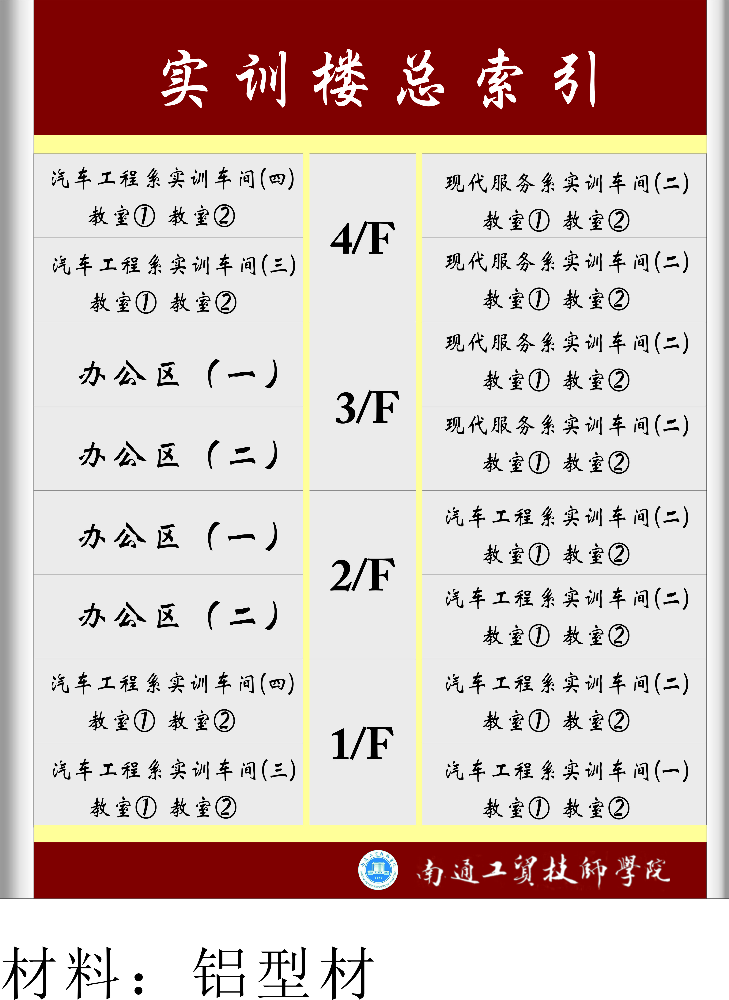 实训楼总索引
汽车工程系实训车间(四)
教室① 教室②
汽车工程系实训车间(三)
教室① 教室②
4/F
现代服务系实训车间(二)
教室① 教室②
现代服务系实训车间(二)
教室① 教室②
办公区（一）
办公区（二）
3/F
现代服务系实训车间(二)
教室① 教室②
现代服务系实训车间(二)
教室① 教室②
办公区（一）
办公区（二）
2/F
汽车工程系实训车间(二)
教室① 教室②
汽车工程系实训车间(二)
教室① 教室②
汽车工程系实训车间(四)
教室① 教室②
汽车工程系实训车间(三)
教室① 教室②
1/F
汽车工程系实训车间(二)
教室① 教室②
汽车工程系实训车间(一)
教室① 教室②
南通工贸技師学院
1979
南通工貿技師學院
材料：铝型材